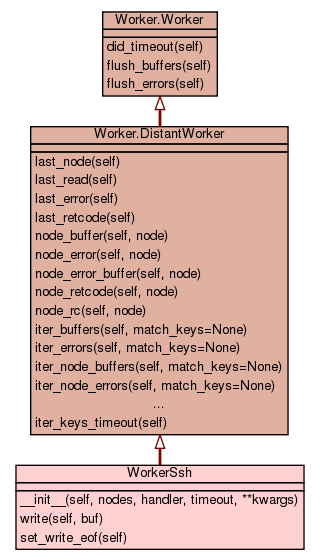 Worker.Worker
did_timeout(self)
flush_buffers(self)
flush_errors(self)
Worker.DistantWorker
last_node(self)
last_read(self)
last_error(self)
last_retcode(self)
node_buffer(self, node)
node_error(self, node)
node_error_buffer(self, node)
node_retcode(self, node)
node_rc(self, node)
iter_buffers(self, match_keys=None)
iter_errors(self, match_keys=None)
iter_node_buffers(self, match_keys=None)
iter_node_errors(self, match_keys=None)
...
iter_keys_timeout(self)
WorkerSsh
__init__(self, nodes, handler, timeout, **kwargs)
write(self, buf)
set_write_eof(self)